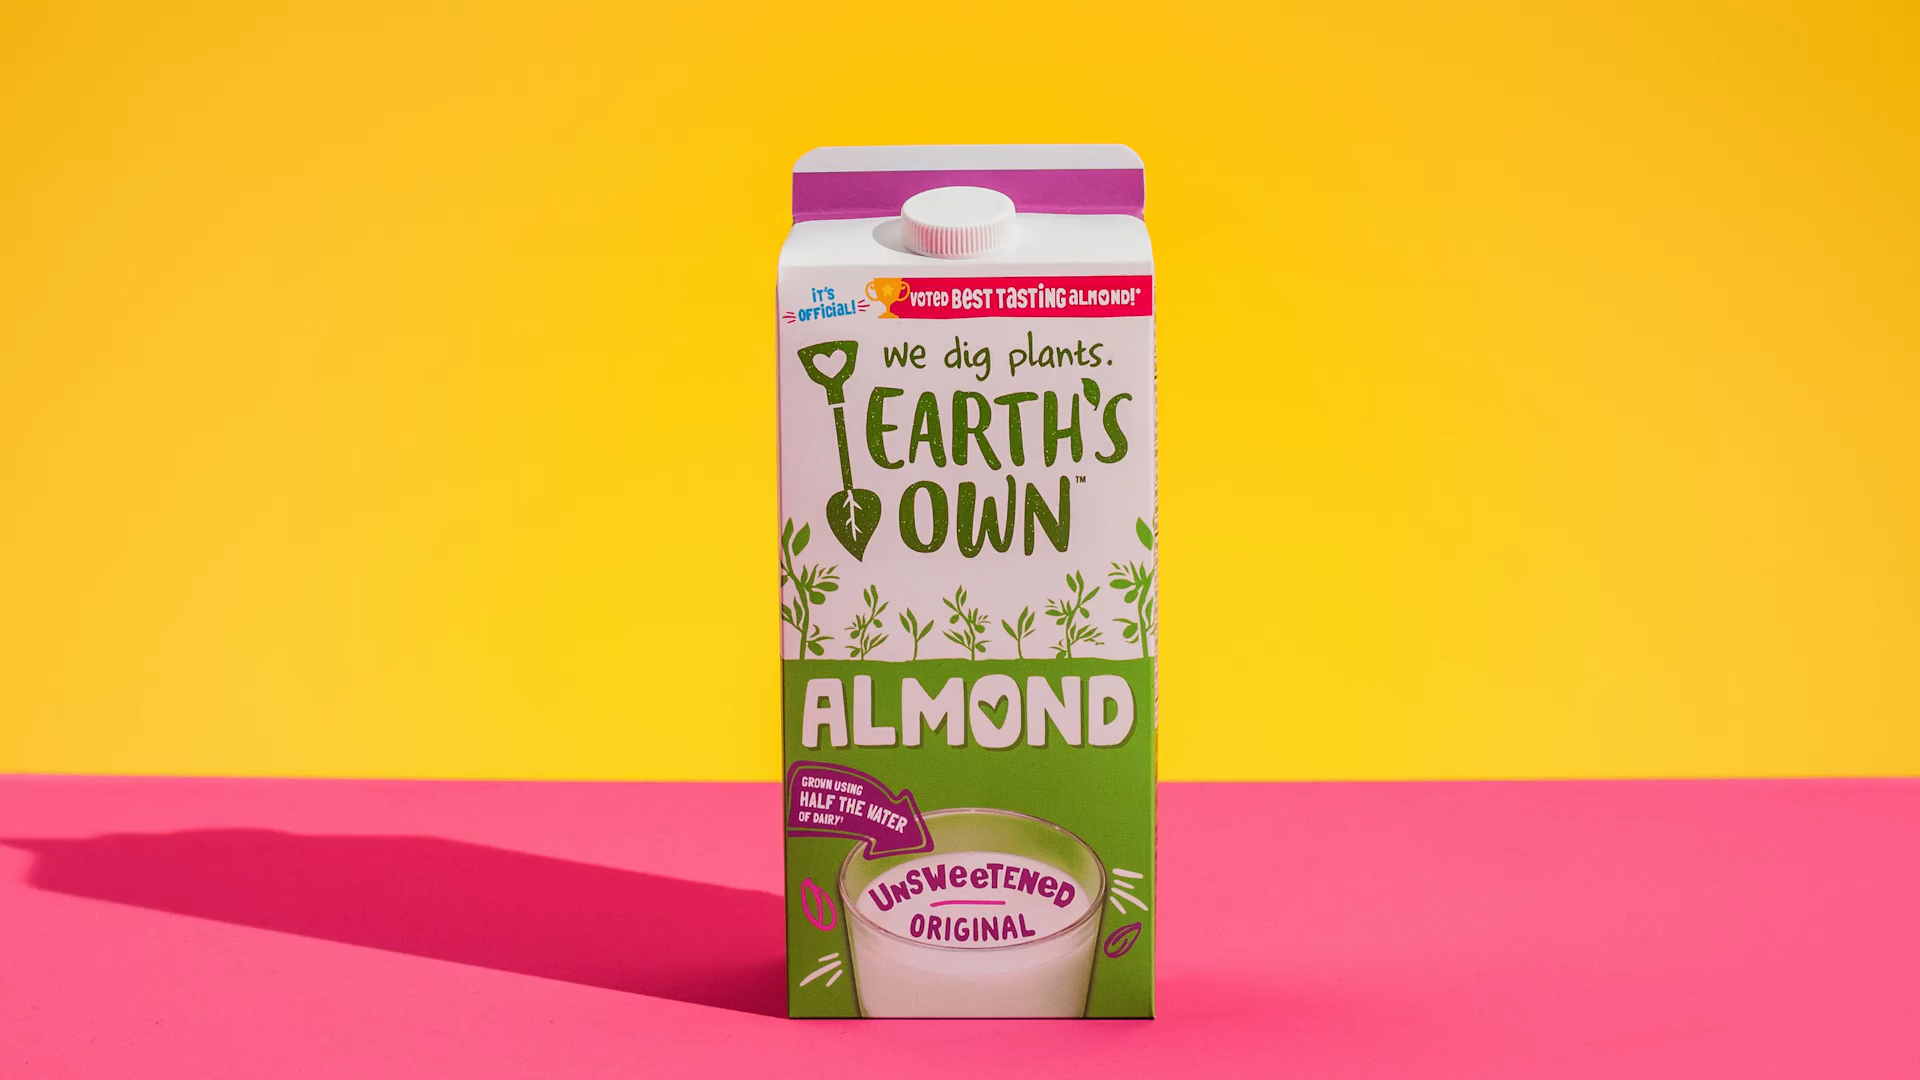 it's
official!
voted best tasting almond!*
we dig plants.
EARTH'S
OWN™
ALMOND
GROWN USING
HALF THE WATER
OF DAIRY†
UNSWEETENED
ORIGINAL